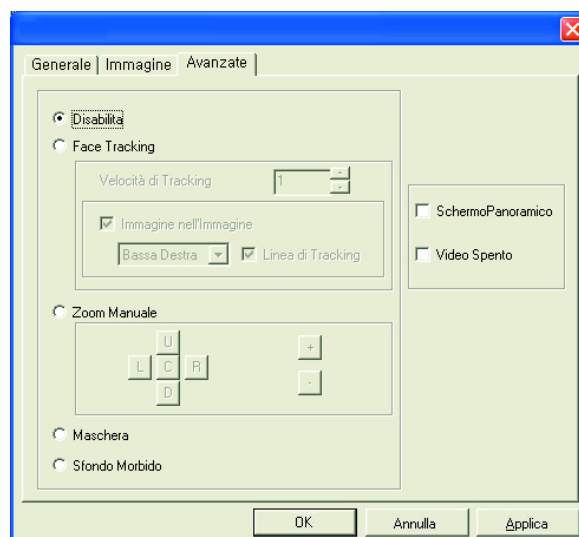 Generale Immagine Avanzate
Disabilita
Face Tracking
Velocità di Tracking 1
Immagine nell'Immagine
Bassa Destra Linea di Tracking
Zoom Manuale
U
L C R
D
+
-
Maschera
Sfondo Morbido
SchermoPanoramico
Video Spento
OK Annulla Applica